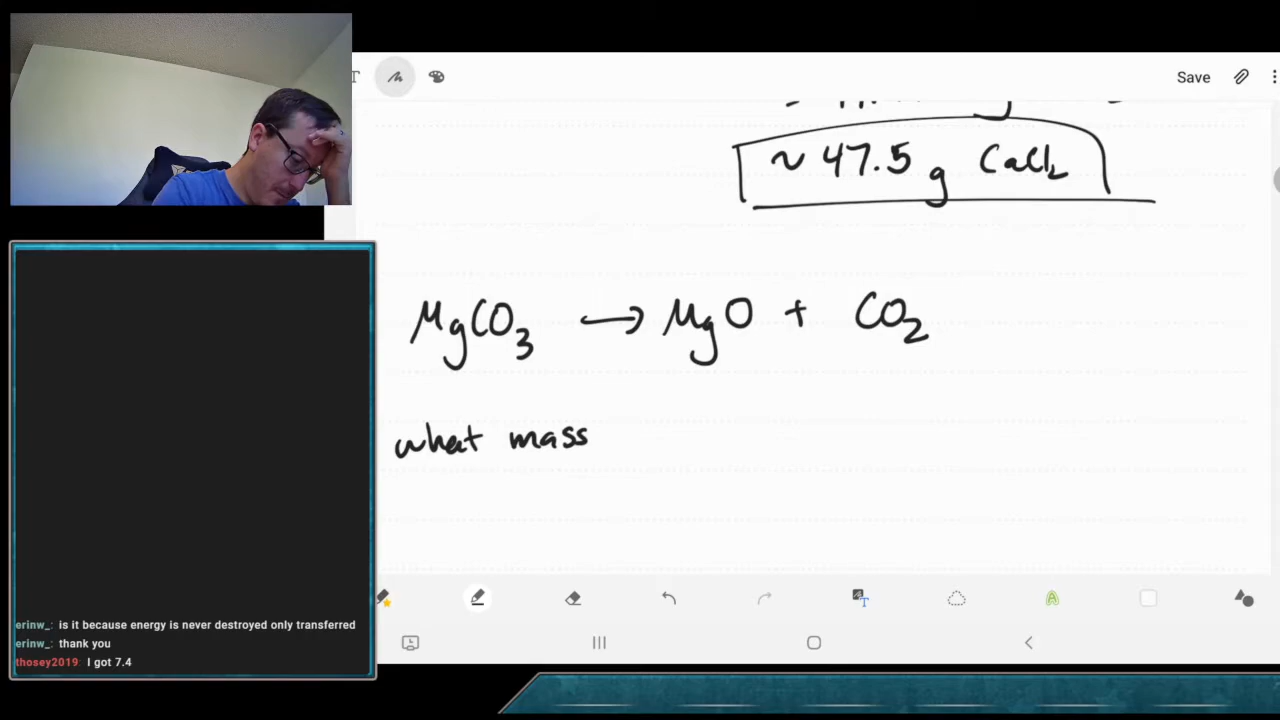 T
Save
~ 47.5 g CaCl₂
MgCO₃ → MgO + CO₂
what mass
T
erinw_: is it because energy is never destroyed only transferred
erinw_: thank you
thosey2019: I got 7.4